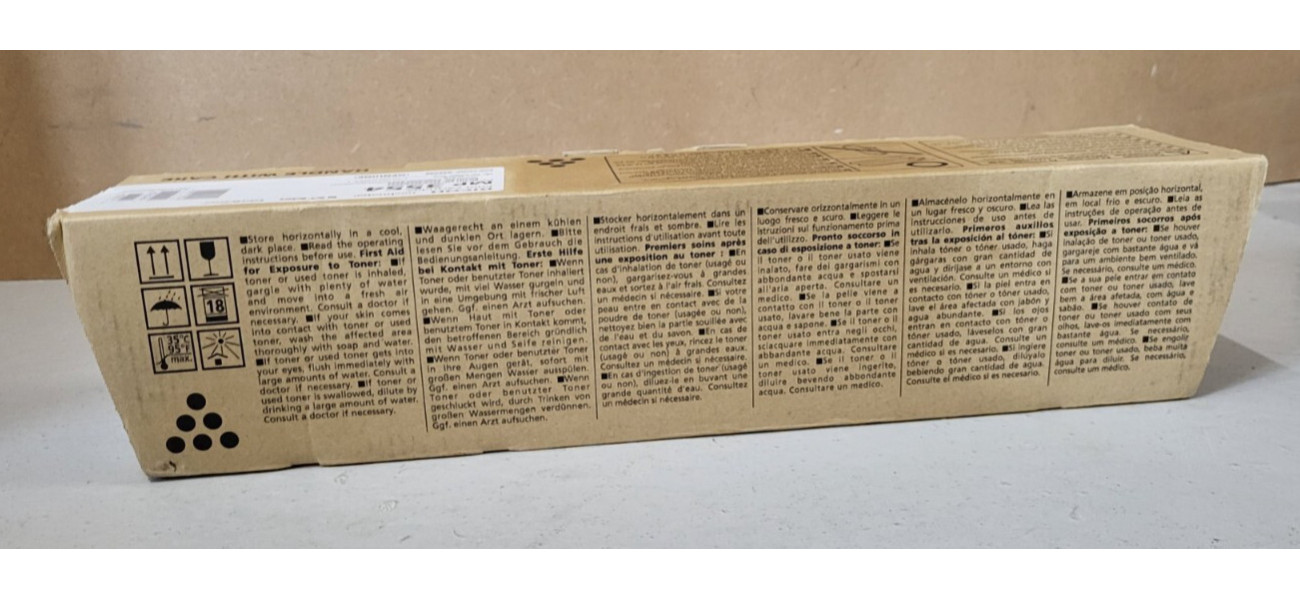 HANDLE WITH CARE
MP 3554
18
35°C
95°F
max.
■Store horizontally in a cool,
dark place. ■Read the operating
instructions before use. First Aid
for Exposure to Toner: ■If
toner or used toner is inhaled,
gargle with plenty of water
and move into a fresh air
environment. Consult a doctor if
necessary. ■If your skin comes
into contact with toner or used
toner, wash the affected area
thoroughly with soap and water.
■If toner or used toner gets into
your eyes, flush immediately with
large amounts of water. Consult a
doctor if necessary. ■If toner or
used toner is swallowed, dilute by
drinking a large amount of water.
Consult a doctor if necessary.
■Waagerecht an einem kühlen
und dunklen Ort lagern. ■Bitte
lesen Sie vor dem Gebrauch die
Bedienungsanleitung. Erste Hilfe
bei Kontakt mit Toner: ■Wenn
Toner oder benutzter Toner inhaliert
wurde, mit viel Wasser gurgeln und
in eine Umgebung mit frischer Luft
gehen. Ggf. einen Arzt aufsuchen.
■Wenn Haut mit Toner oder
benutztem Toner in Kontakt kommt,
den betroffenen Bereich gründlich
mit Wasser und Seife reinigen.
■Wenn Toner oder benutzter Toner
in Ihre Augen gerät, sofort mit
großen Mengen Wasser ausspülen.
Ggf. einen Arzt aufsuchen. ■Wenn
Toner oder benutzter Toner
geschluckt wird, durch Trinken von
großen Wassermengen verdünnen.
Ggf. einen Arzt aufsuchen.
■Stocker horizontalement dans un
endroit frais et sombre. ■Lire les
instructions d'utilisation avant toute
utilisation. Premiers soins après
une exposition au toner : ■En
cas d'inhalation de toner (usagé ou
non), gargarisez-vous à grandes
eaux et sortez à l'air frais. Consultez
un médecin si nécessaire. ■Si votre
peau entre en contact avec de la
poudre de toner (usagée ou non),
nettoyez bien la partie souillée avec
de l'eau et du savon. ■En cas de
contact avec les yeux, rincez le toner
(usagé ou non) à grandes eaux.
Consultez un médecin si nécessaire.
■En cas d'ingestion de toner (usagé
ou non), diluez-le en buvant une
grande quantité d'eau. Consultez
un médecin si nécessaire.
■Conservare orizzontalmente in un
luogo fresco e scuro. ■Leggere le
istruzioni sul funzionamento prima
dell'utilizzo. Pronto soccorso in
caso di esposizione a toner: ■Se
il toner o il toner usato viene
inalato, fare dei gargarismi con
abbondante acqua e spostarsi
all'aria aperta. Consultare un
medico. ■Se la pelle viene a
contatto con il toner o il toner
usato, lavare bene la parte con
acqua e sapone. ■Se il toner o il
toner usato entra negli occhi,
sciacquare immediatamente con
abbandante acqua. Consultare
un medico. ■Se il toner o il
toner usato viene ingerito,
diluire bevendo abbondante
acqua. Consultare un medico.
■Almacénelo horizontalmente en
un lugar fresco y oscuro. ■Lea las
instrucciones de uso antes de
utilizarlo. Primeros auxilios
tras la exposición al tóner: ■Si
inhala tóner o tóner usado, haga
gárgaras con gran cantidad de
agua y diríjase a un entorno con
ventilación. Consulte un médico si
es necesario. ■Si la piel entra en
contacto con tóner o tóner usado,
lave el área afectada con jabón y
agua abundante. ■Si los ojos
entran en contacto con tóner o
tóner usado, láveselos con gran
cantidad de agua. Consulte un
médico si es necesario. ■Si ingiere
tóner o tóner usado, dilúyalo
bebiendo gran cantidad de agua.
Consulte el médico si es necesario.
■Armazene em posição horizontal,
em local frio e escuro. ■Leia as
instruções de operação antes de
usar. Primeiros socorros após
exposição a toner: ■Se houver
inalação de toner ou toner usado,
gargareje com bastante água e vá
para um ambiente bem ventilado.
Se necessário, consulte um médico.
■Se a sua pele entrar em contato
com toner ou toner usado, lave
bem a área afetada, com água e
sabão. ■Se houver contato de
toner ou toner usado com seus
olhos, lave-os imediatamente com
bastante água. Se necessário,
consulte um médico. ■Se engolir
toner ou toner usado, beba muita
água para diluir. Se necessário,
consulte um médico.